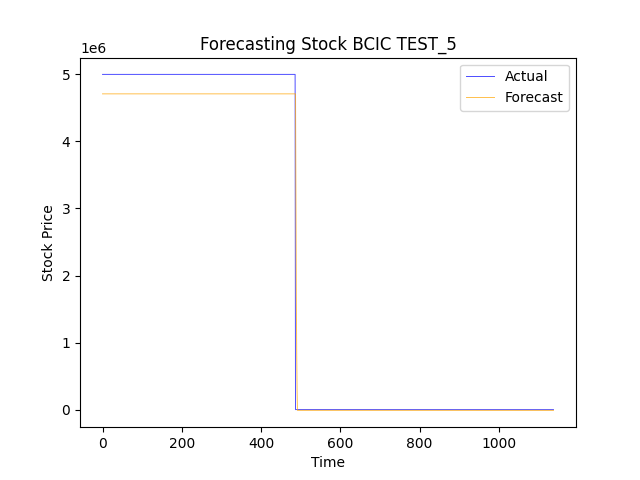 Forecasting Stock BCIC TEST_5
1e6
Actual
Forecast
5
4
3
2
1
0
Stock Price
0 200 400 600 800 1000
Time